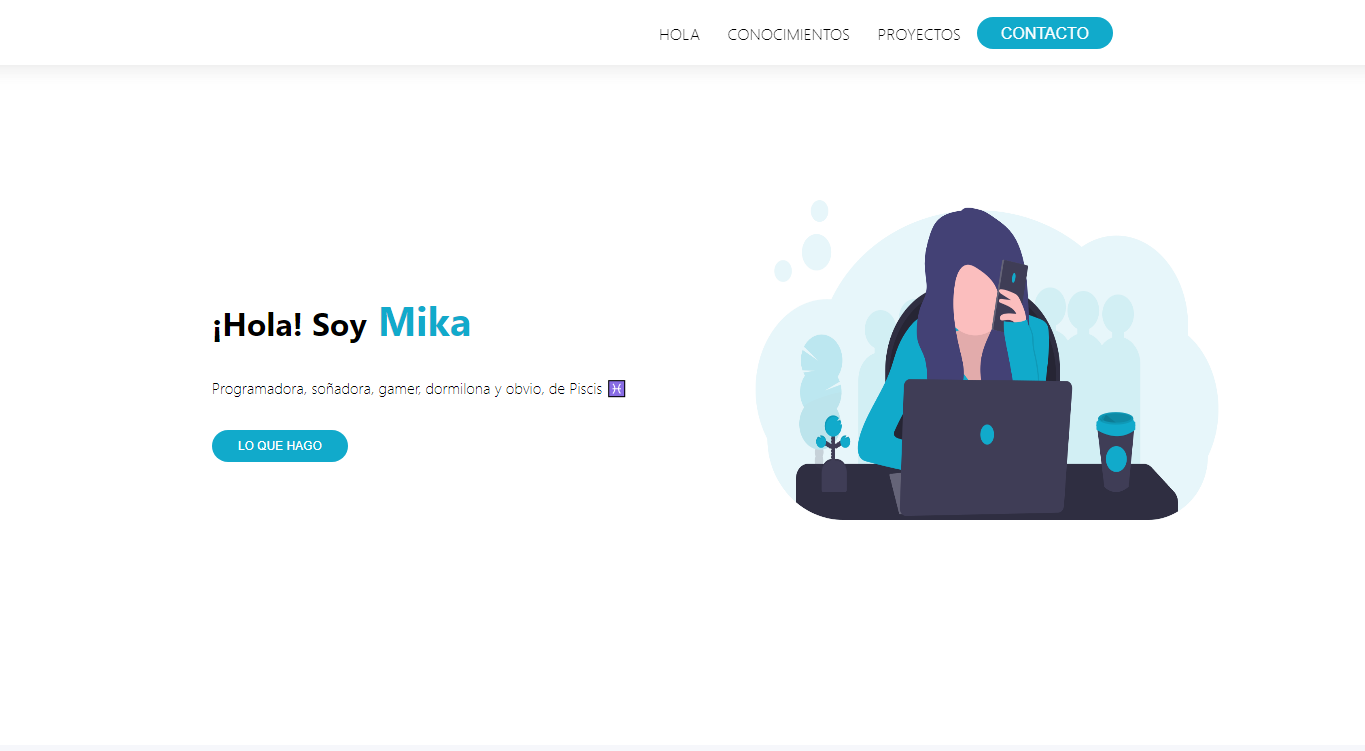 HOLA CONOCIMIENTOS PROYECTOS CONTACTO
¡Hola! Soy Mika
Programadora, soñadora, gamer, dormilona y obvio, de Piscis ♓
LO QUE HAGO